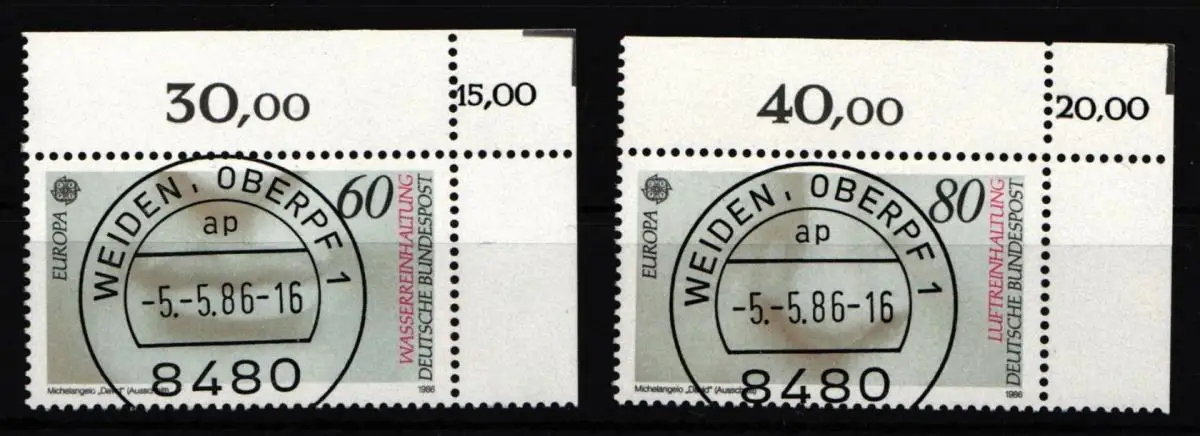 30,00
15,00
EUROPA
60
WASSERREINHALTUNG
DEUTSCHE BUNDESPOST
WEIDEN, OBERPF 1
ap
-5.-5.86-16
8480
Michelangelo „David“ (Ausschnitt)
1986
40,00
20,00
EUROPA
80
LUFTREINHALTUNG
DEUTSCHE BUNDESPOST
WEIDEN, OBERPF 1
ap
-5.-5.86-16
8480
Michelangelo „David“ (Ausschnitt)
1986